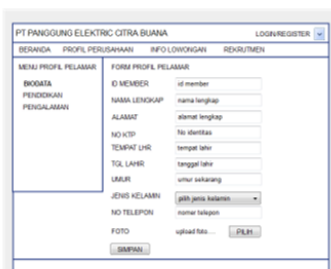 PT PANGGUNG ELEKTRIC CITRA BUANA LOGIN/REGISTER
BERANDA PROFIL PERUSAHAAN INFO LOWONGAN REKRUTMEN
MENU PROFIL PELAMAR
BIODATA
PENDIDIKAN
PENGALAMAN
FORM PROFIL PELAMAR
ID MEMBER id member
NAMA LENGKAP nama lengkap
ALAMAT alamat lengkap
NO KTP No identitas
TEMPAT LHR tempat lahir
TGL LAHIR tanggal lahir
UMUR umur sekarang
JENIS KELAMIN pilih jenis kelamin
NO TELEPON nomer telepon
FOTO upload foto.... PILIH
SIMPAN